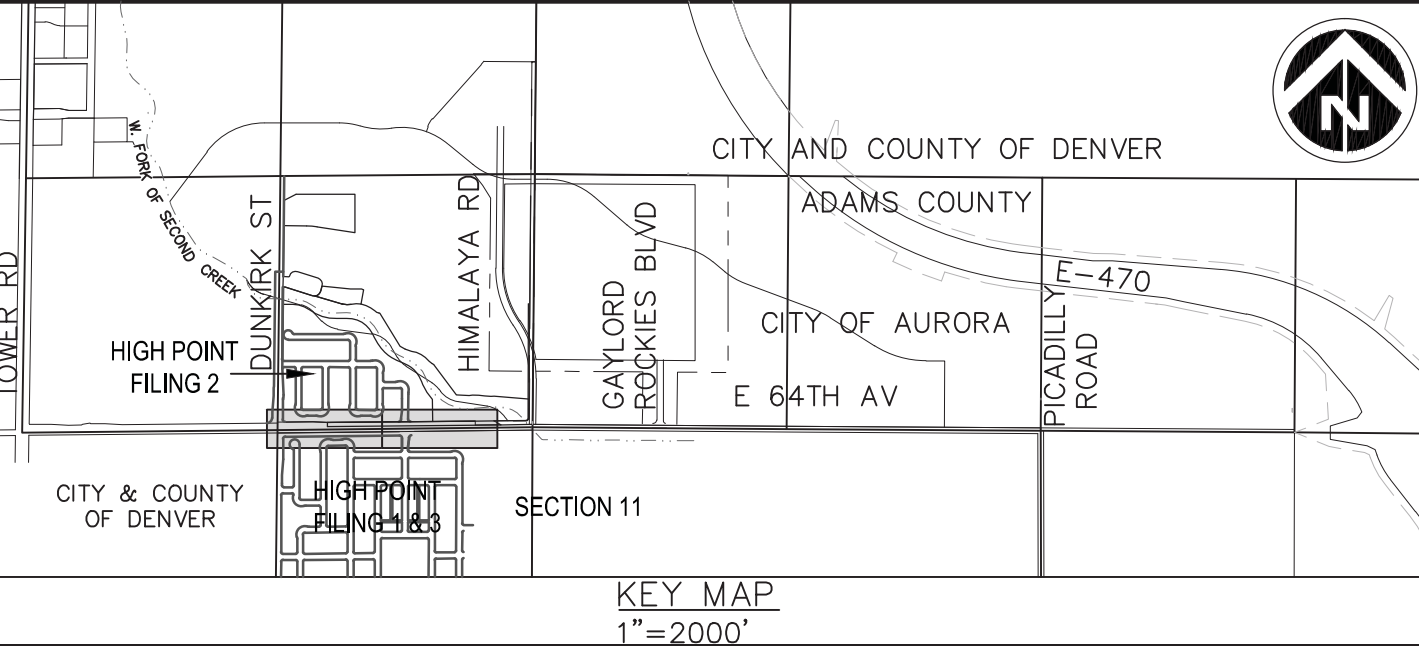 N
CITY AND COUNTY OF DENVER
W. FORK OF SECOND CREEK
ADAMS COUNTY
TOWER RD
DUNKIRK ST
HIMALAYA RD
GAYLORD
ROCKIES BLVD
E-470
PICADILLY
ROAD
CITY OF AURORA
HIGH POINT
FILING 2
E 64TH AV
CITY & COUNTY
OF DENVER
HIGH POINT
FILING 1 & 3
SECTION 11
KEY MAP
1"=2000'